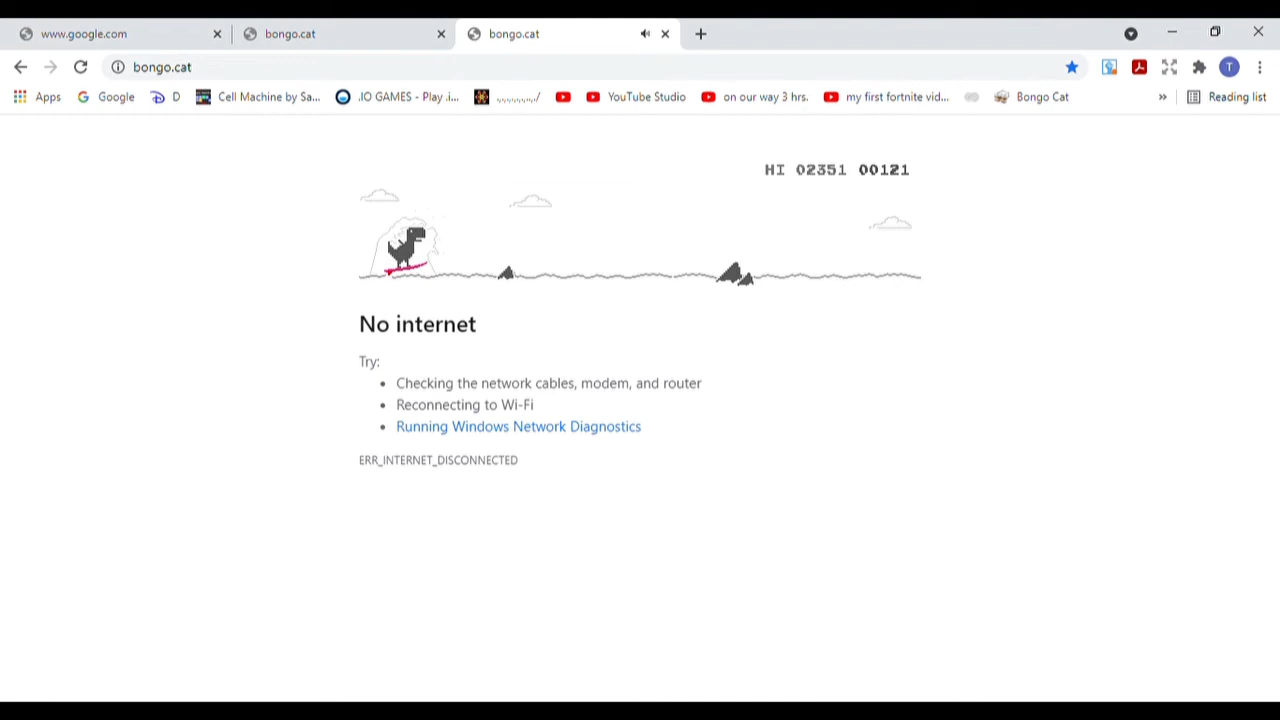 www.google.com
bongo.cat
bongo.cat
bongo.cat
T
Apps
Google
D
Cell Machine by Sa...
.IO GAMES - Play .i...
,,,,,,,,,,,,/
YouTube Studio
on our way 3 hrs.
my first fortnite vid...
Bongo Cat
»
Reading list
HI 02351 00121
No internet
Try:
• Checking the network cables, modem, and router
• Reconnecting to Wi-Fi
• Running Windows Network Diagnostics
ERR_INTERNET_DISCONNECTED